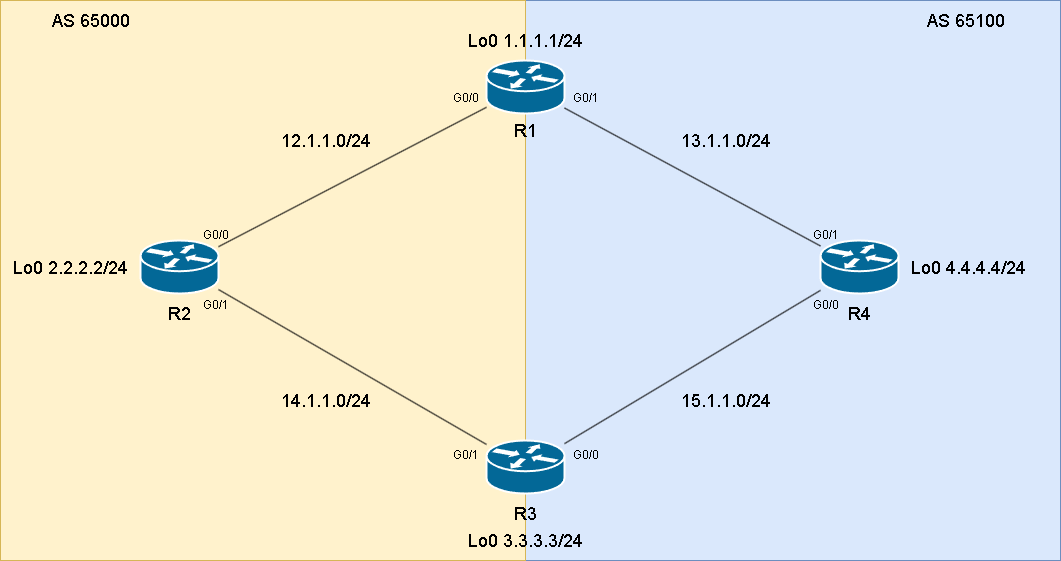 AS 65000
AS 65100
Lo0 1.1.1.1/24
G0/0
G0/1
R1
12.1.1.0/24
13.1.1.0/24
G0/0
G0/1
Lo0 2.2.2.2/24
Lo0 4.4.4.4/24
G0/1
G0/0
R2
R4
14.1.1.0/24
15.1.1.0/24
G0/1
G0/0
R3
Lo0 3.3.3.3/24